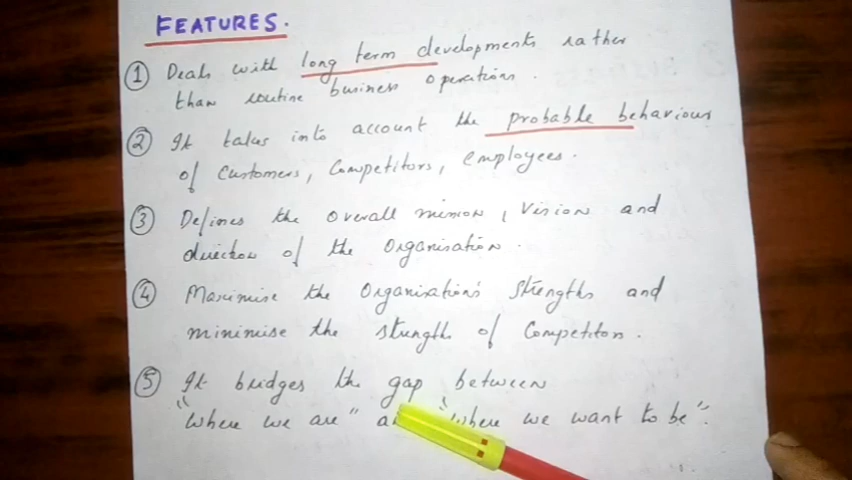 FEATURES.
① Deals with long term developments rather
than routine business operations.
② It takes into account the probable behaviour
of Customers, Competitors, employees.
③ Defines the overall mission, vision and
direction of the Organisation.
④ Maximise the Organisation's strengths and
minimise the strength of Competitors.
⑤ It bridges the gap between
"where we are" "where we want to be".